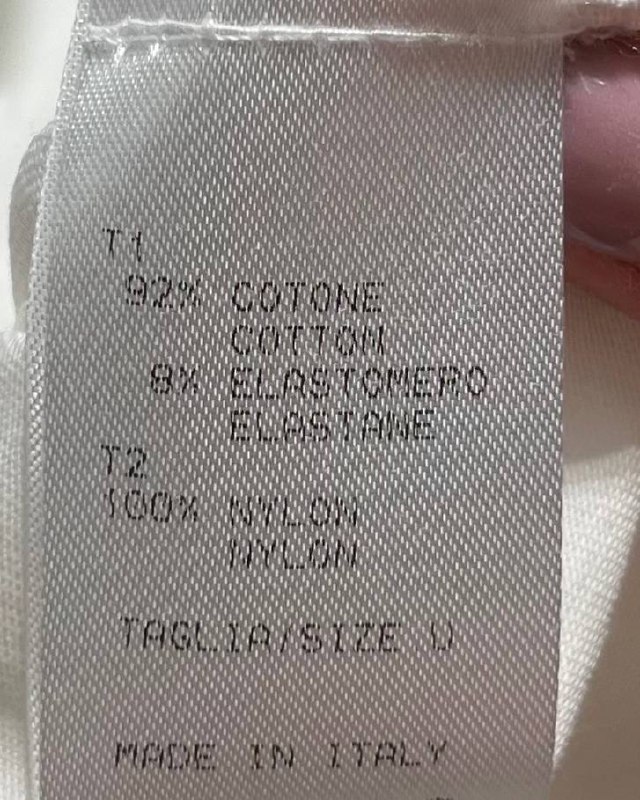 T1
92% COTONE
COTTON
8% ELASTOMERO
ELASTANE
T2
100% NYLON
NYLON
TAGLIA/SIZE U
MADE IN ITALY